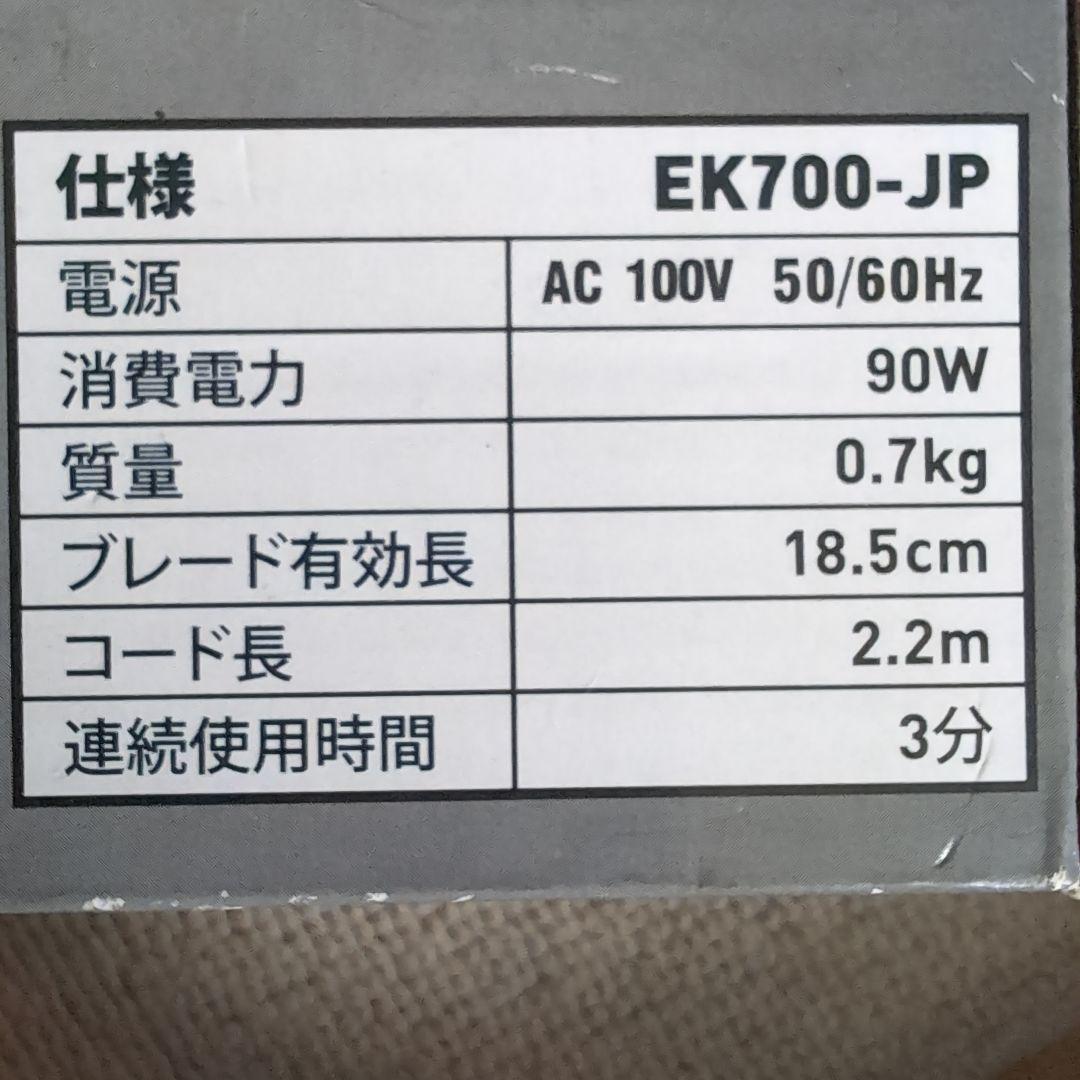 仕様 EK700-JP
電源 AC 100V 50/60Hz
消費電力 90W
質量 0.7kg
ブレード有効長 18.5cm
コード長 2.2m
連続使用時間 3分